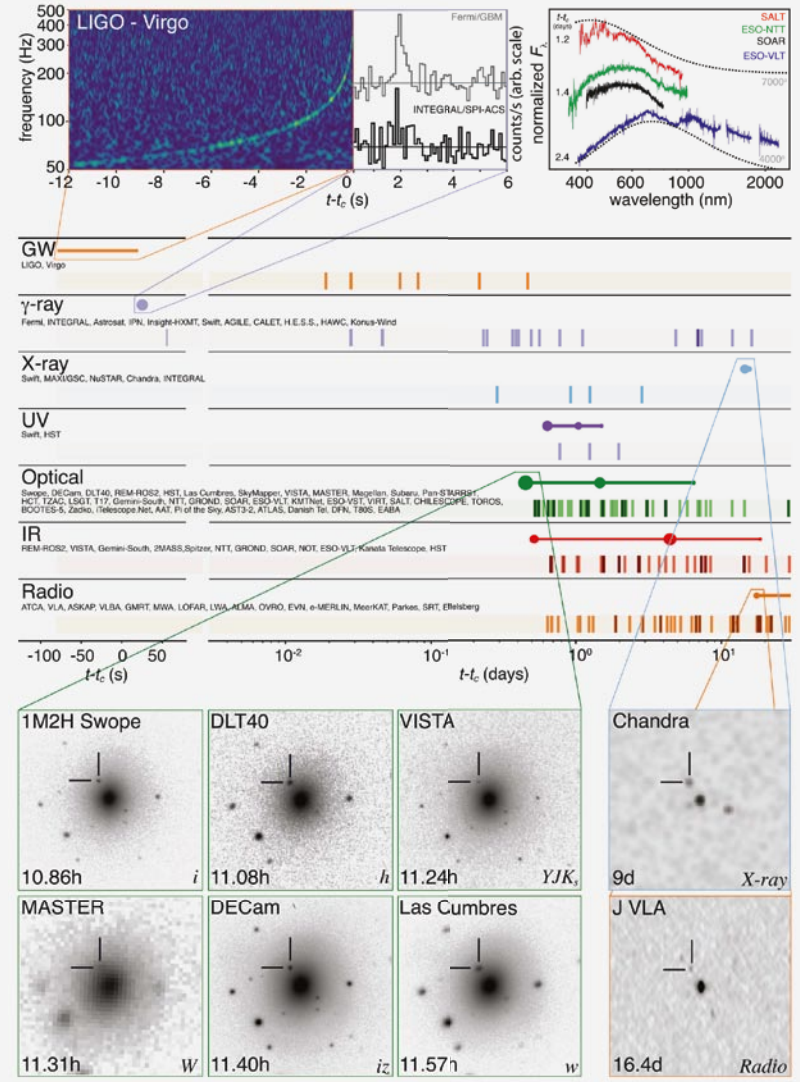 LIGO - Virgo
frequency (Hz)
500
400
300
200
100
50
-12 -10 -8 -6 -4 -2 0 2 4 6
t-tc (s)
Fermi/GBM
INTEGRAL/SPI-ACS
counts/s (arb. scale)
normalized Fλ
t-tc
(days)
1.2
1.4
2.4
SALT
ESO-NTT
SOAR
ESO-VLT
7000°
4000°
400 600 1000 2000
wavelength (nm)
GW
LIGO, Virgo
γ-ray
Fermi, INTEGRAL, Astrosat, IPN, Insight-HXMT, Swift, AGILE, CALET, H.E.S.S., HAWC, Konus-Wind
X-ray
Swift, MAXI/GSC, NuSTAR, Chandra, INTEGRAL
UV
Swift, HST
Optical
Swope, DECam, DLT40, REM-ROS2, HST, Las Cumbres, SkyMapper, VISTA, MASTER, Magellan, Subaru, Pan-STARRS1,
HCT, TZAC, LSGT, T17, Gemini-South, NTT, GROND, SOAR, ESO-VLT, KMTNet, ESO-VST, VIRT, SALT, CHILESCOPE, TOROS,
BOOTES-5, Zadko, iTelescope.Net, AAT, Pi of the Sky, AST3-2, ATLAS, Danish Tel, DFN, T80S, EABA
IR
REM-ROS2, VISTA, Gemini-South, 2MASS,Spitzer, NTT, GROND, SOAR, NOT, ESO-VLT, Kanata Telescope, HST
Radio
ATCA, VLA, ASKAP, VLBA, GMRT, MWA, LOFAR, LWA, ALMA, OVRO, EVN, e-MERLIN, MeerKAT, Parkes, SRT, Effelsberg
-100 -50 0 50 10-2 10-1 100 101
t-tc (s) t-tc (days)
1M2H Swope
10.86h i
DLT40
11.08h h
VISTA
11.24h YJKs
Chandra
9d X-ray
MASTER
11.31h W
DECam
11.40h iz
Las Cumbres
11.57h w
J VLA
16.4d Radio